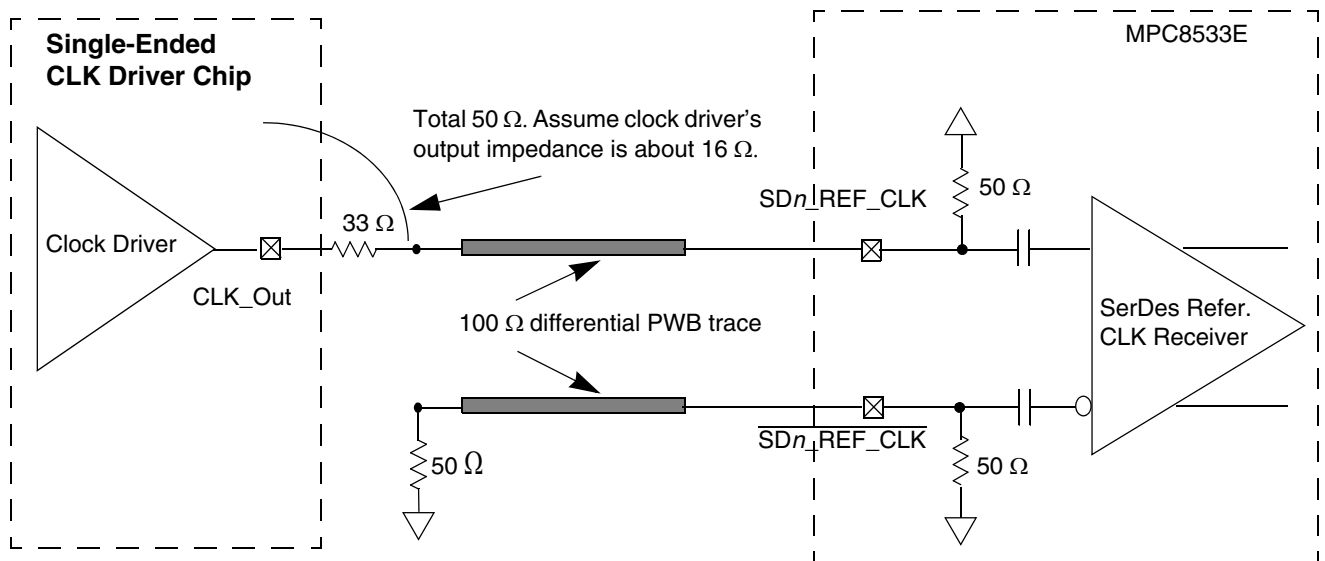 Single-Ended
CLK Driver Chip
MPC8533E
Total 50 Ω. Assume clock driver's
output impedance is about 16 Ω.
SDn_REF_CLK
50 Ω
33 Ω
Clock Driver
CLK_Out
100 Ω differential PWB trace
SerDes Refer.
CLK Receiver
SDn_REF_CLK
50 Ω
50 Ω